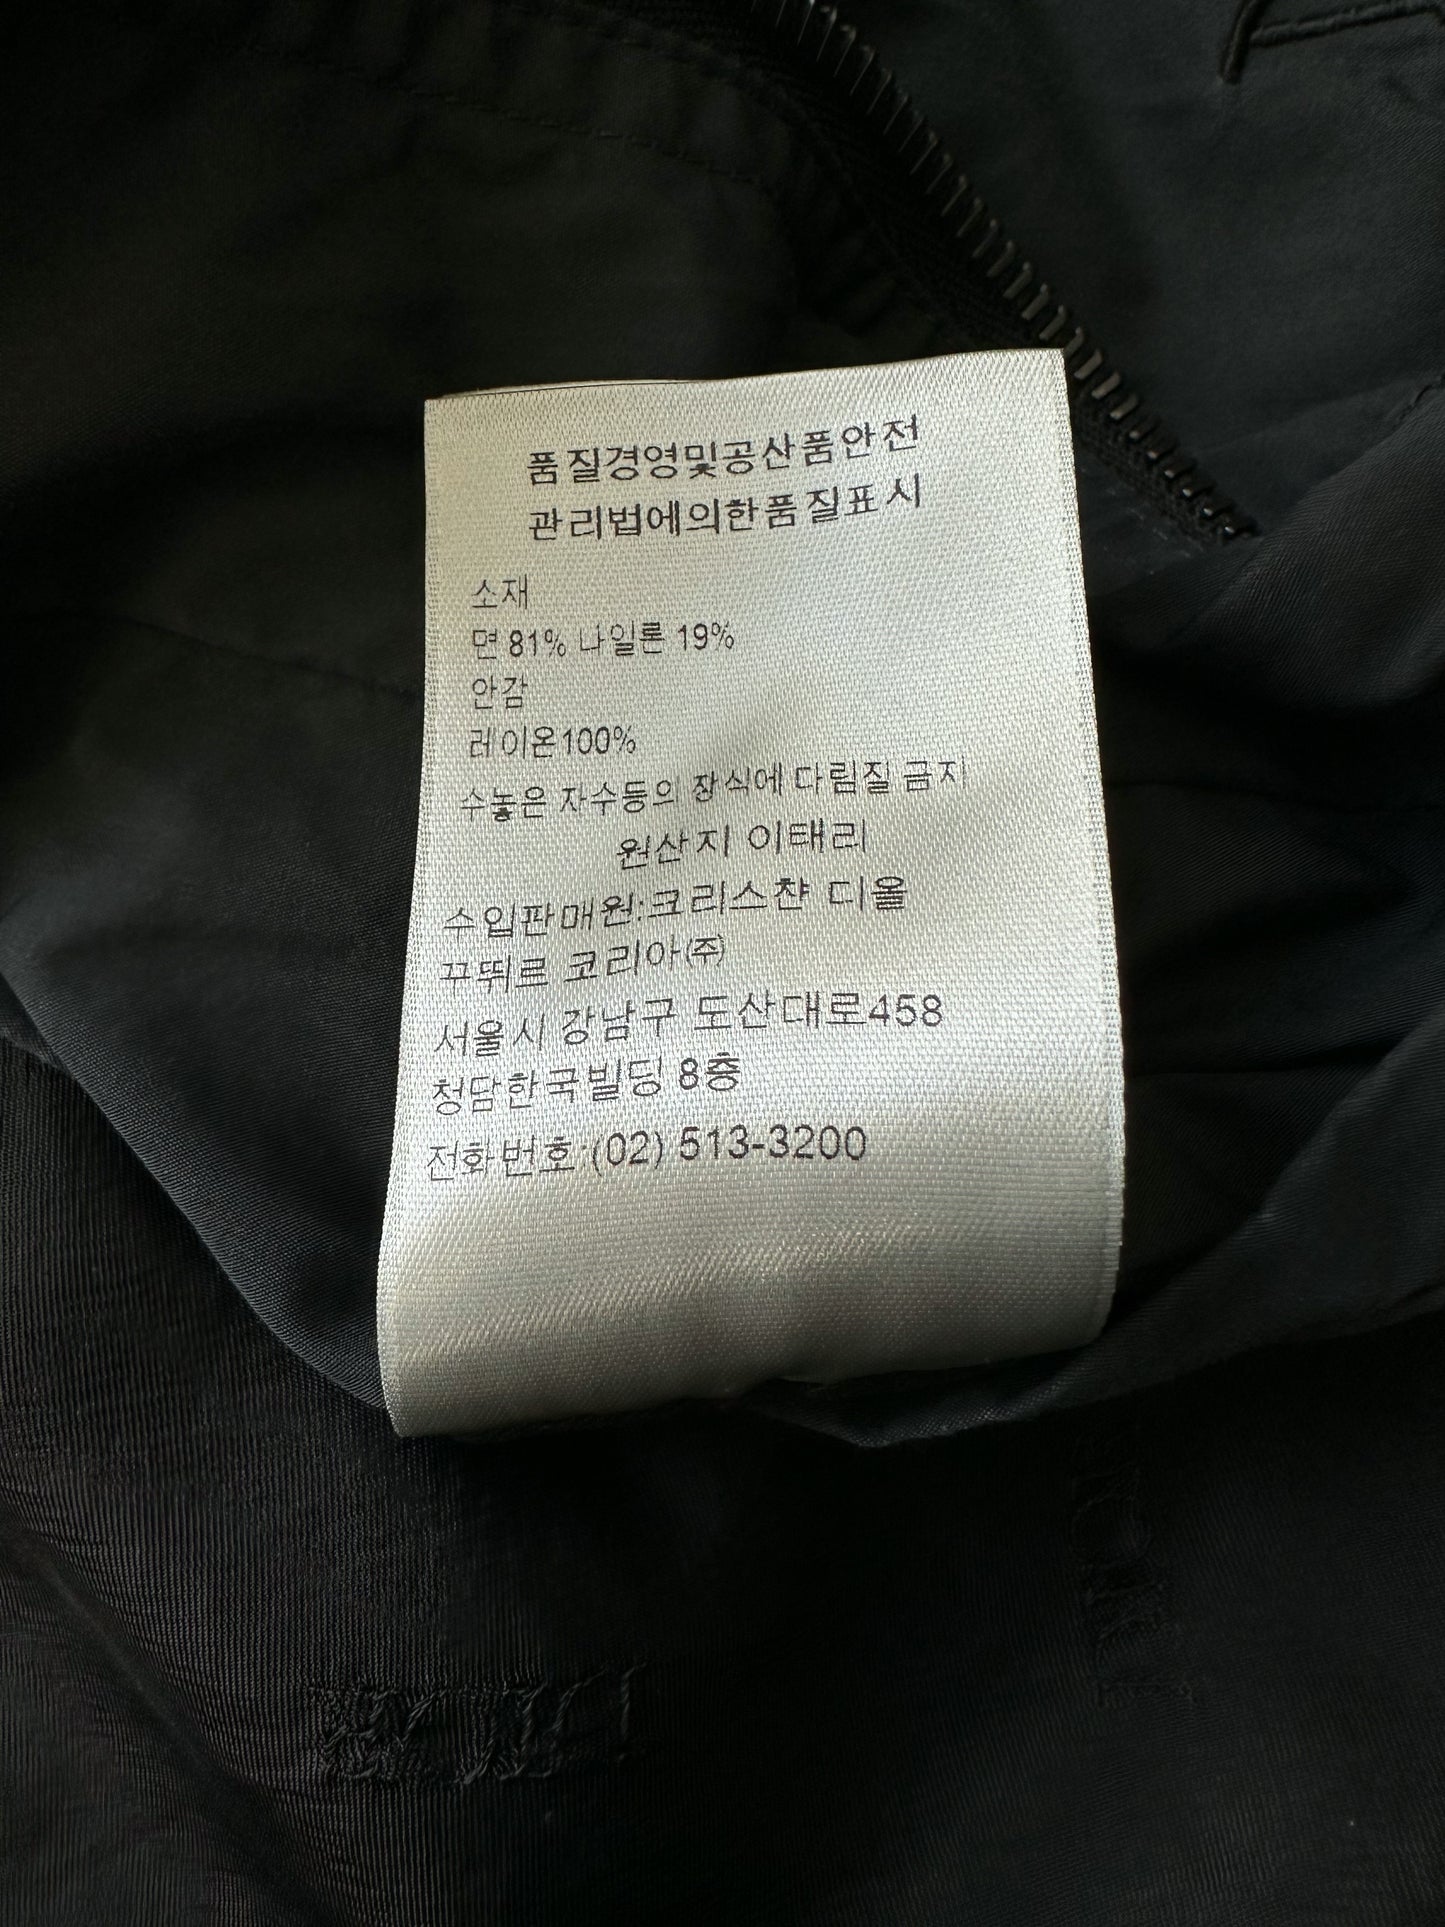 품질경영및공산품안전
관리법에의한품질표시
소재
면 81% 나일론 19%
안감
레이온100%
수놓은 자수등의 장식에 다림질 금지
원산지 이태리
수입판매원:크리스챤 디올
꾸뛰르 코리아㈜
서울시 강남구 도산대로458
청담한국빌딩 8층
전화번호:(02) 513-3200